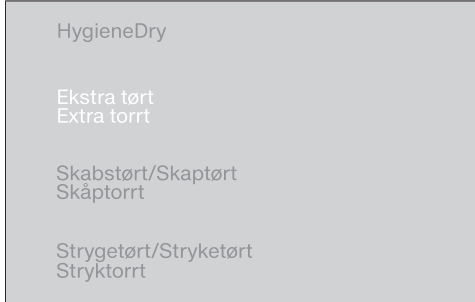 HygieneDry
Ekstra tørt
Extra torrt
Skabstørt/Skaptørt
Skåptorrt
Strygetørt/Stryketørt
Stryktorrt